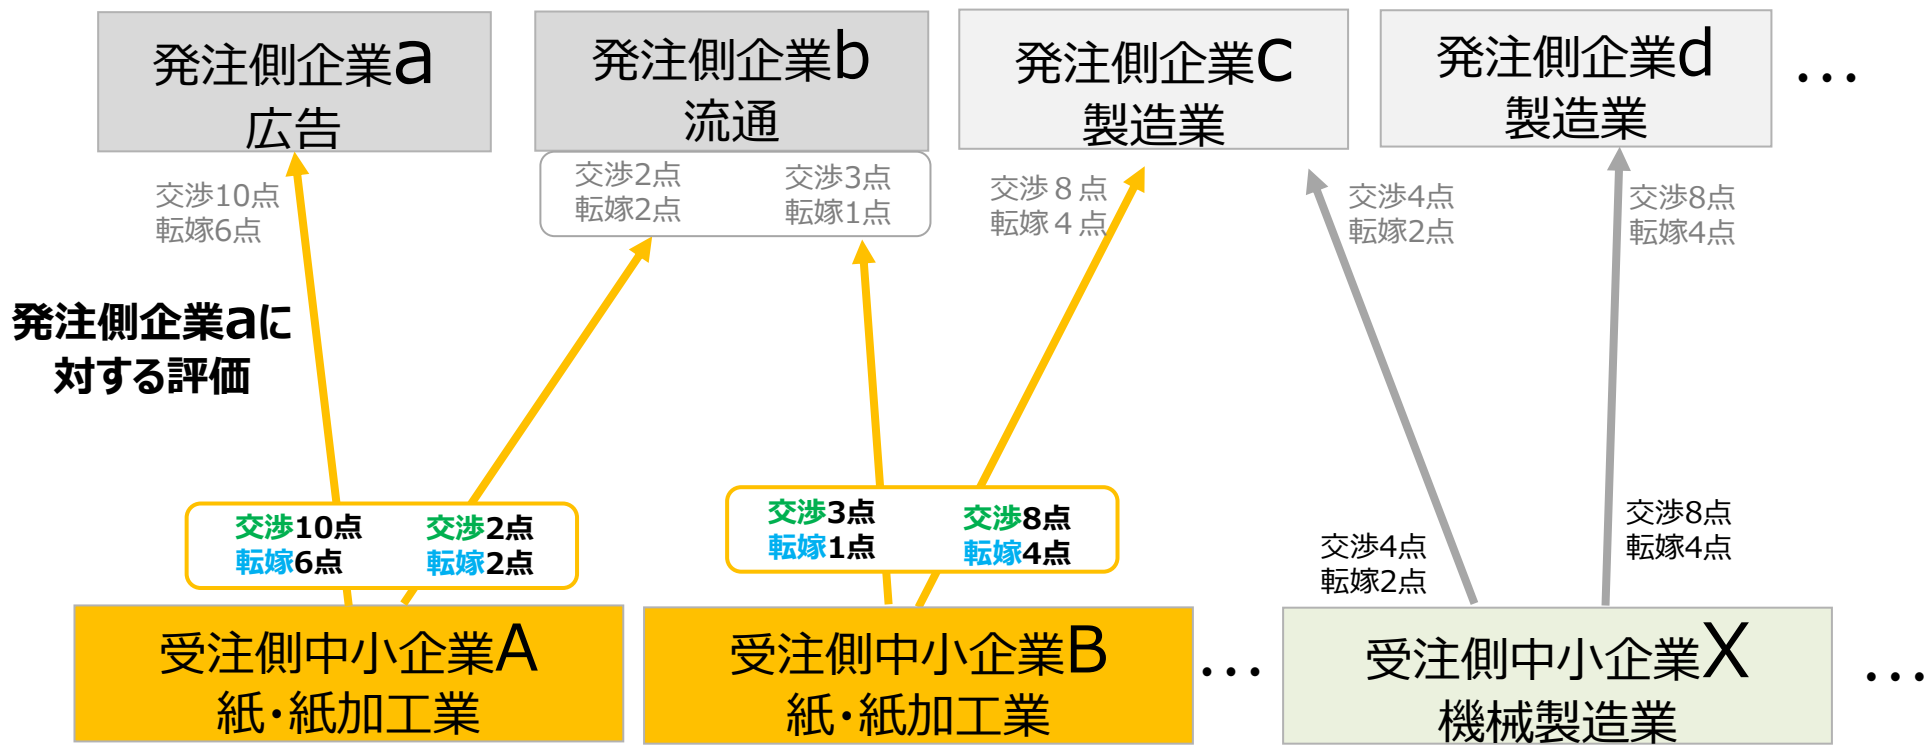 発注側企業a
広告
発注側企業b
流通
発注側企業c
製造業
発注側企業d
製造業
…
交渉10点
転嫁6点
交渉2点
転嫁2点
交渉3点
転嫁1点
交渉８点
転嫁４点
交渉4点
転嫁2点
交渉8点
転嫁4点
発注側企業aに
対する評価
交渉10点
転嫁6点
交渉2点
転嫁2点
交渉3点
転嫁1点
交渉8点
転嫁4点
交渉4点
転嫁2点
交渉8点
転嫁4点
受注側中小企業A
紙・紙加工業
受注側中小企業B
紙・紙加工業
…
受注側中小企業X
機械製造業
…